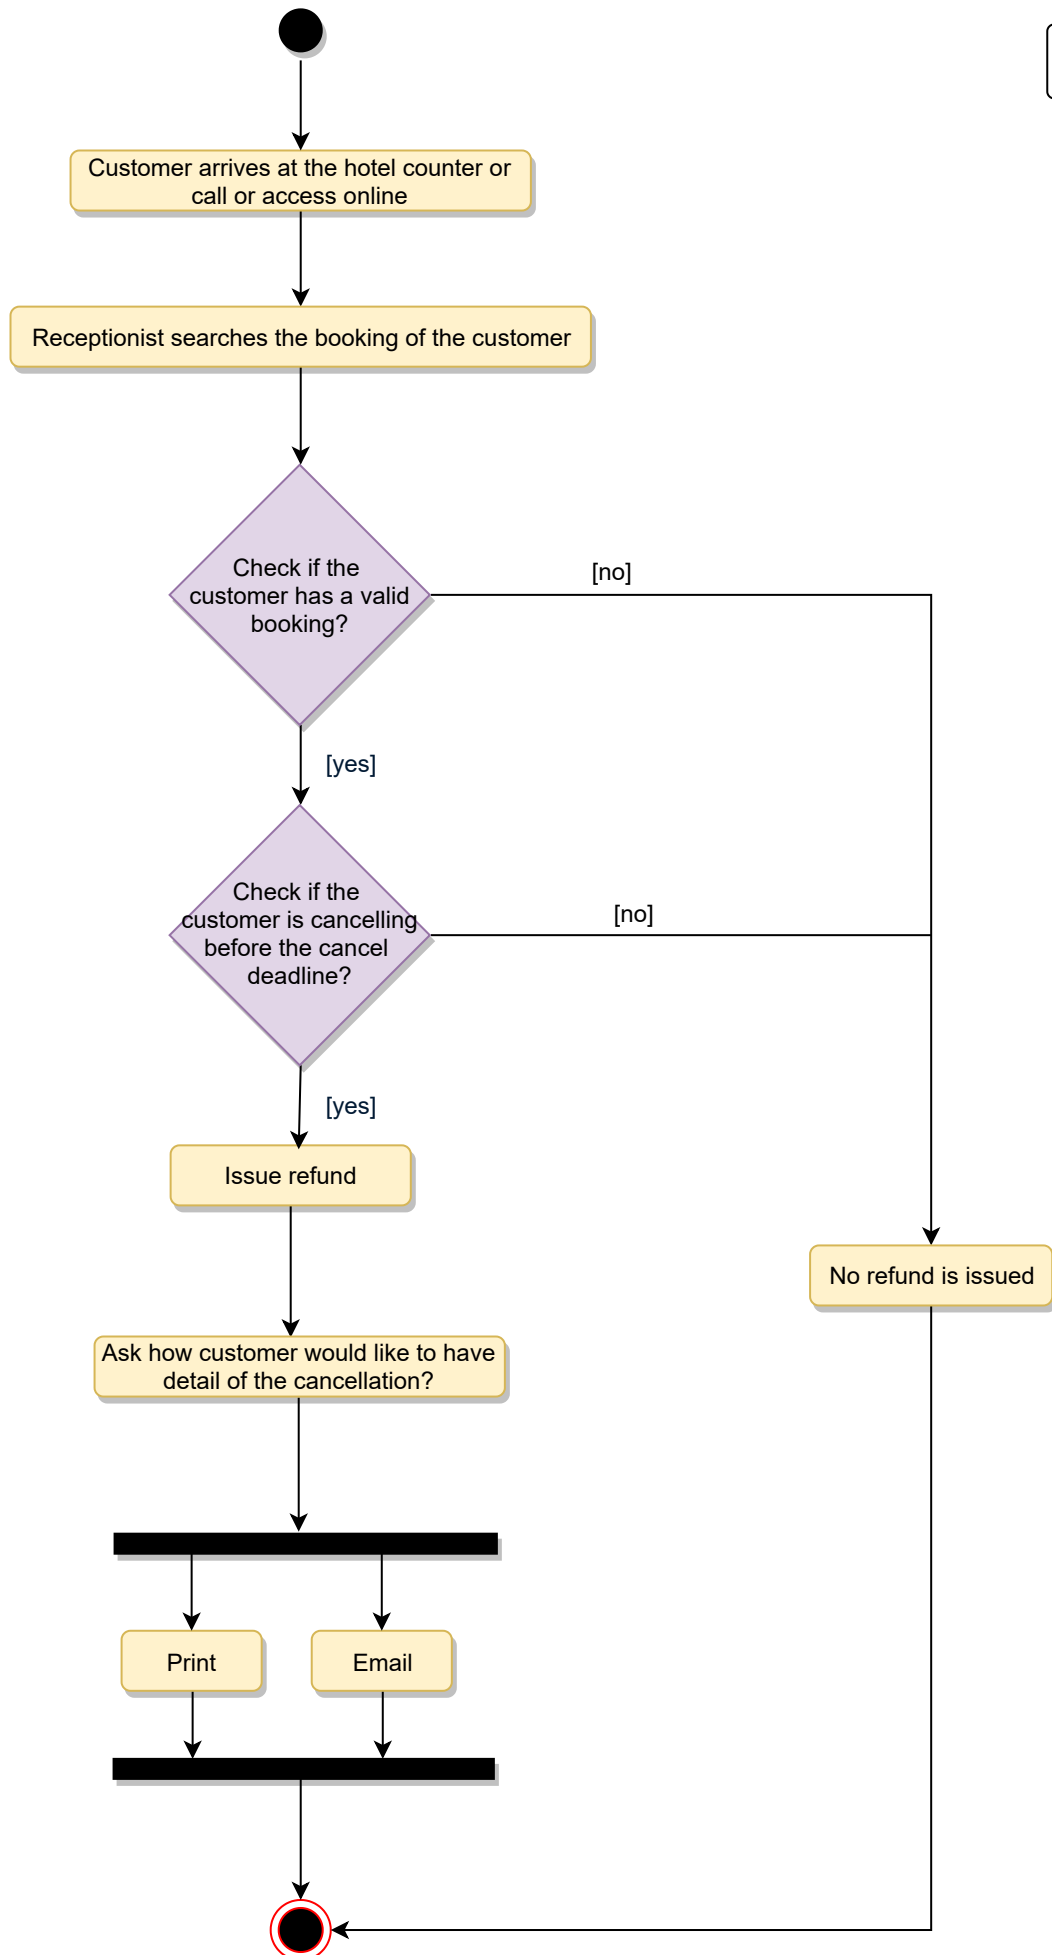 Customer arrives at the hotel counter or
call or access online
Receptionist searches the booking of the customer
Check if the
customer has a valid
booking?
[no]
[yes]
Check if the
customer is cancelling
before the cancel
deadline?
[no]
[yes]
Issue refund
No refund is issued
Ask how customer would like to have
detail of the cancellation?
Print
Email